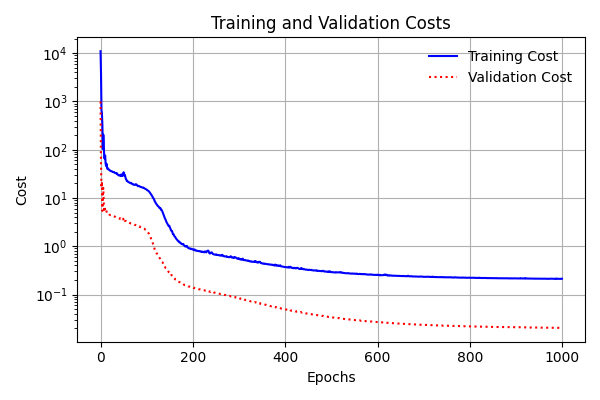 Training and Validation Costs
Training Cost
Validation Cost
Cost
10⁴
10³
10²
10¹
10⁰
10⁻¹
0 200 400 600 800 1000
Epochs